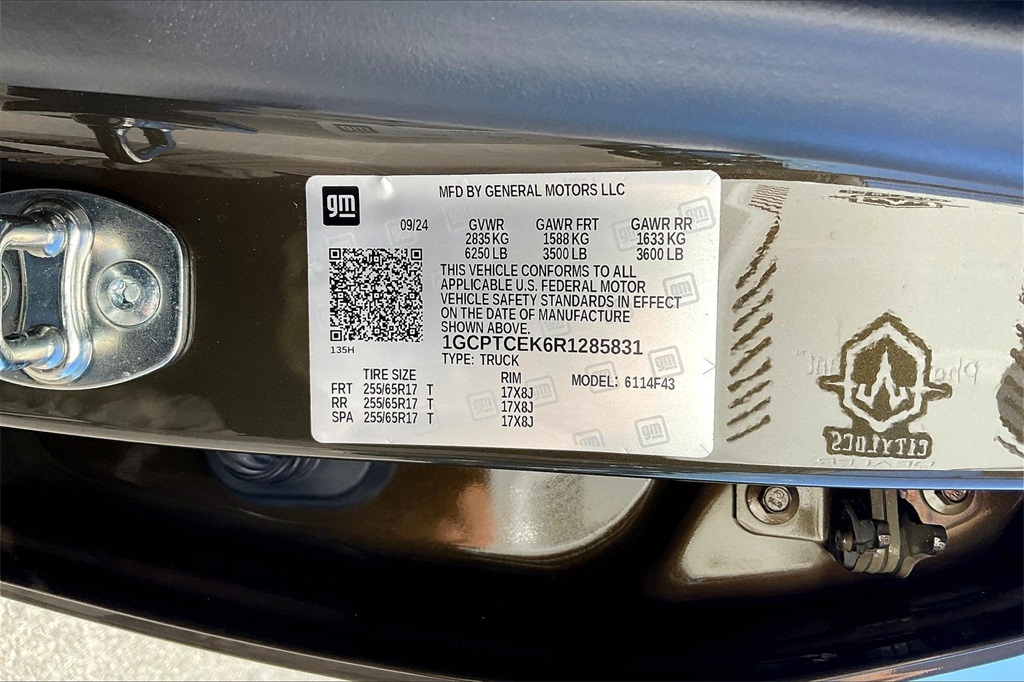 gm
MFD BY GENERAL MOTORS LLC
09/24
GVWR GAWR FRT GAWR RR
2835 KG 1588 KG 1633 KG
6250 LB 3500 LB 3600 LB
THIS VEHICLE CONFORMS TO ALL
APPLICABLE U.S. FEDERAL MOTOR
VEHICLE SAFETY STANDARDS IN EFFECT
ON THE DATE OF MANUFACTURE
SHOWN ABOVE.
135H
1GCPTCEK6R1285831
TYPE: TRUCK
TIRE SIZE RIM MODEL: 6114F43
FRT 255/65R17 T 17X8J
RR 255/65R17 T 17X8J
SPA 255/65R17 T 17X8J